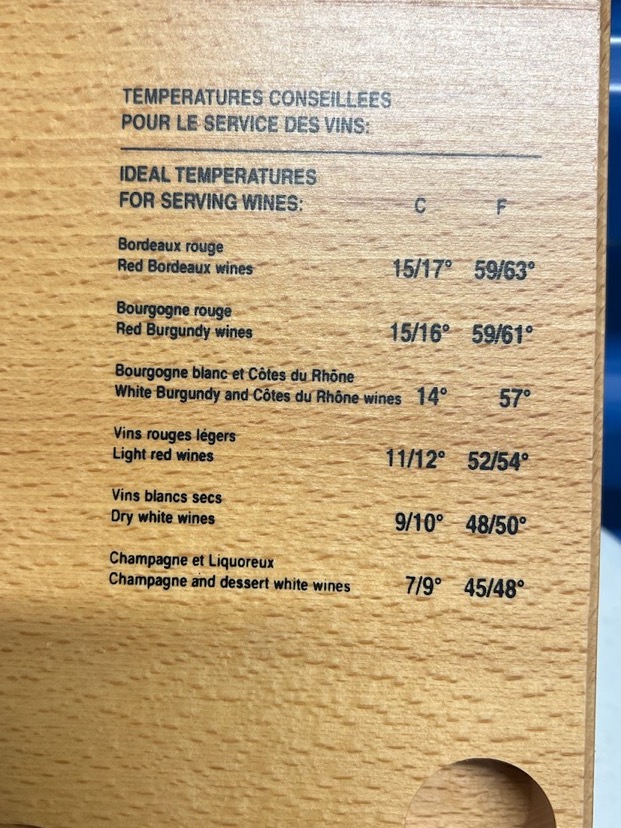 TEMPERATURES CONSEILLEES
POUR LE SERVICE DES VINS:
IDEAL TEMPERATURES
FOR SERVING WINES: C F
Bordeaux rouge
Red Bordeaux wines 15/17° 59/63°
Bourgogne rouge
Red Burgundy wines 15/16° 59/61°
Bourgogne blanc et Côtes du Rhône
White Burgundy and Côtes du Rhône wines 14° 57°
Vins rouges légers
Light red wines 11/12° 52/54°
Vins blancs secs
Dry white wines 9/10° 48/50°
Champagne et Liquoreux
Champagne and dessert white wines 7/9° 45/48°